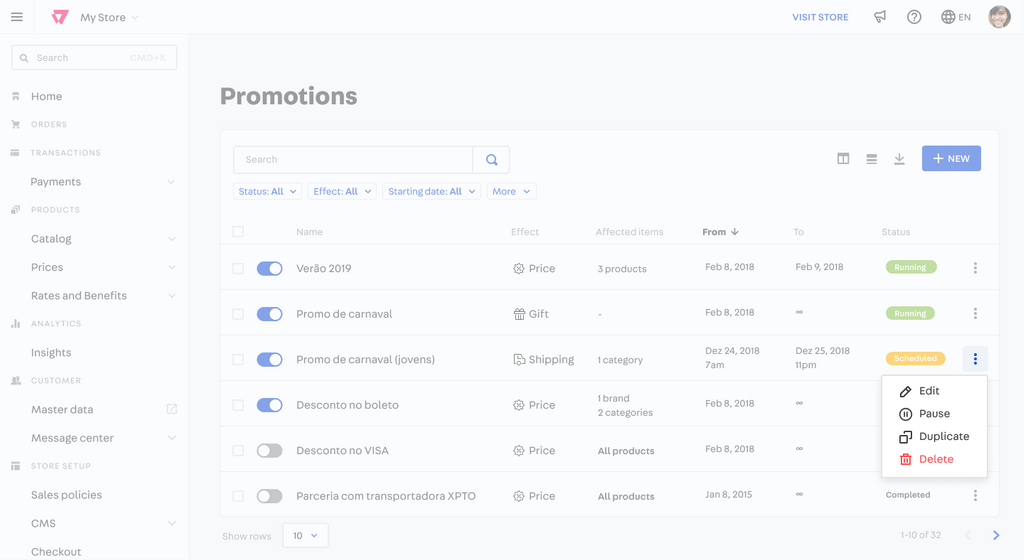 My Store
VISIT STORE
EN
Search CMD+K
Home
ORDERS
TRANSACTIONS
Payments
PRODUCTS
Catalog
Prices
Rates and Benefits
ANALYTICS
Insights
CUSTOMER
Master data
Message center
STORE SETUP
Sales policies
CMS
Checkout
Promotions
Search
NEW
Status: All
Effect: All
Starting date: All
More
Name Effect Affected items From To Status
Verão 2019 Price 3 products Feb 8, 2018 Feb 9, 2018 Running
Promo de carnaval Gift - Feb 8, 2018 ∞ Running
Promo de carnaval (jovens) Shipping 1 category Dez 24, 2018 Dez 25, 2018 Scheduled
7am 11pm
Desconto no boleto Price 1 brand Feb 8, 2018 ∞
2 categories
Desconto no VISA Price All products Feb 8, 2018 ∞
Parceria com transportadora XPTO Price All products Jan 8, 2015 ∞ Completed
Edit
Pause
Duplicate
Delete
Show rows 10
1-10 of 32